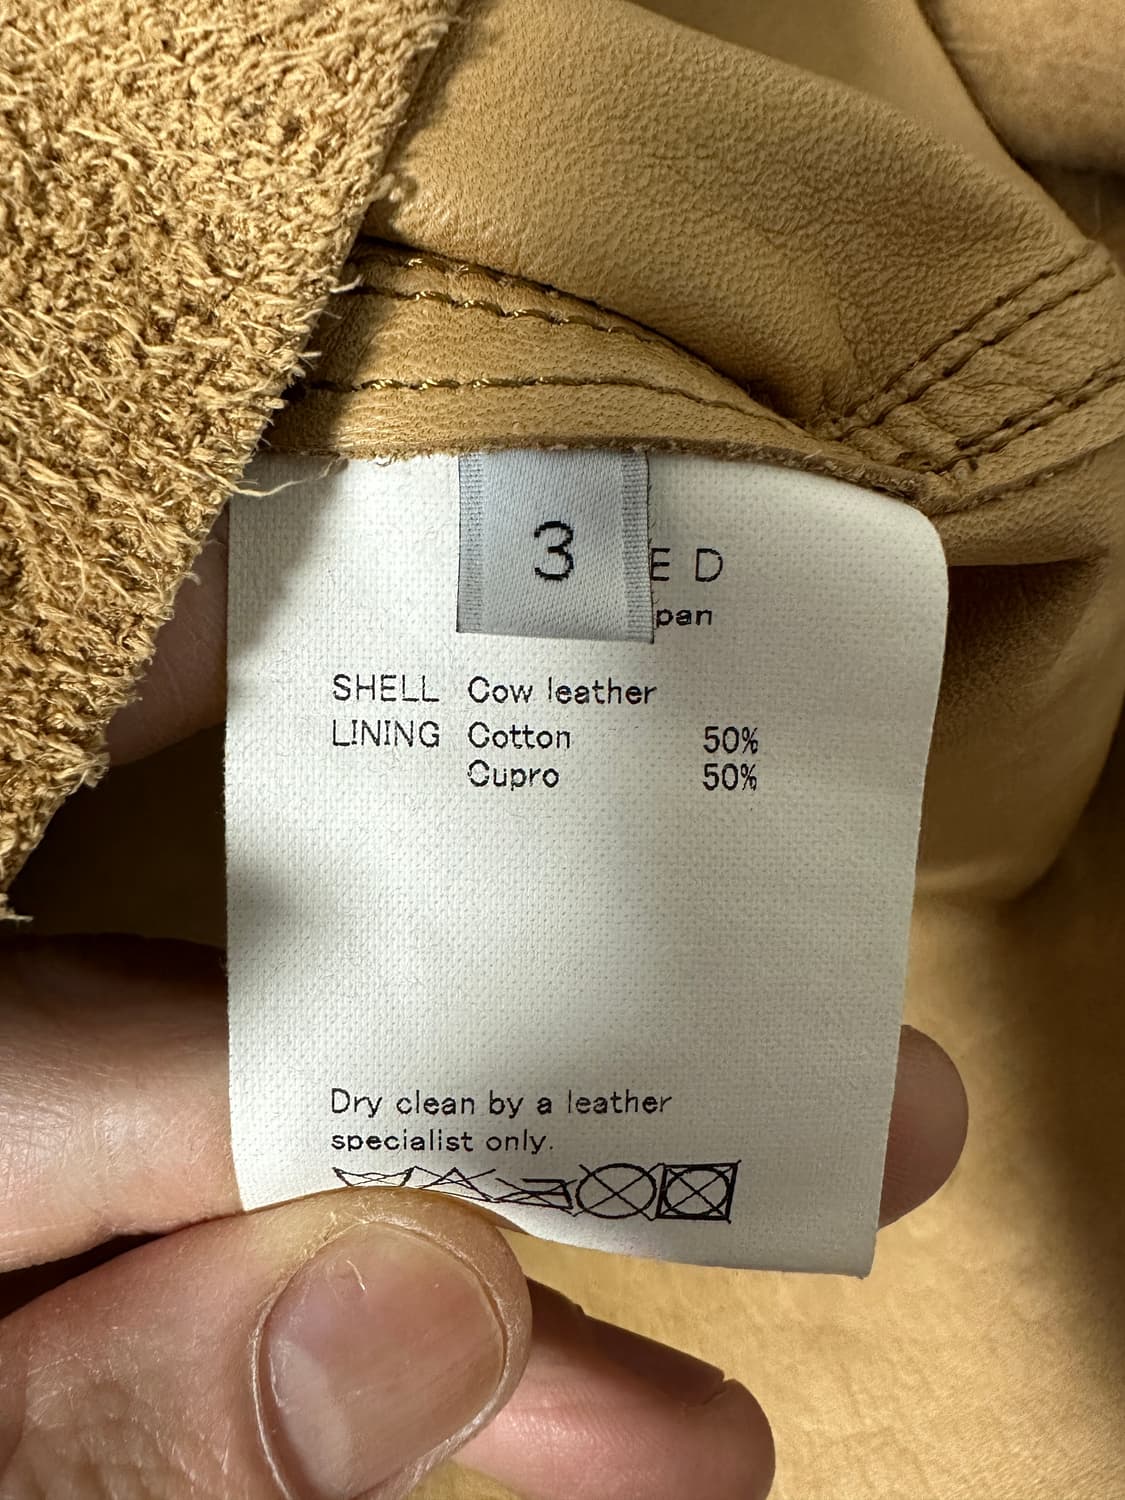 3
E D
pan
SHELL Cow leather
LINING Cotton 50%
Cupro 50%
Dry clean by a leather
specialist only.